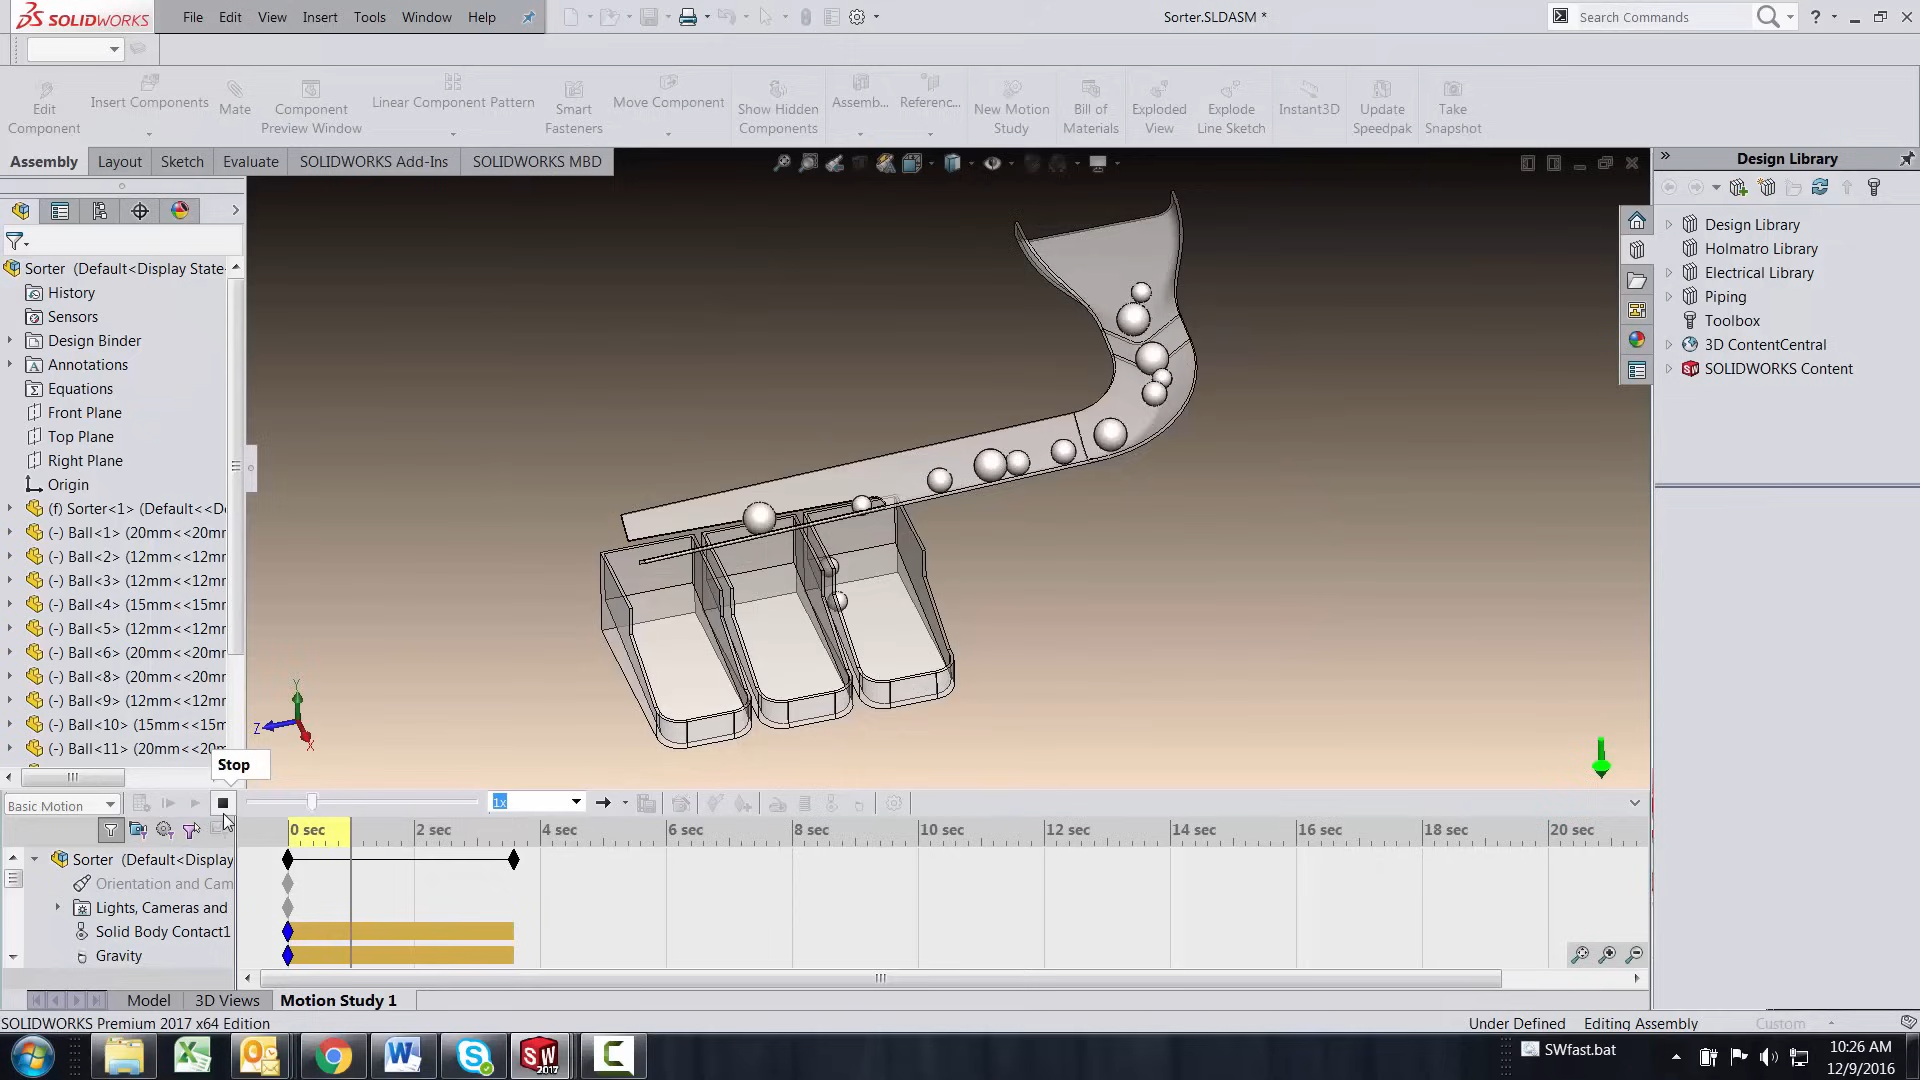 SOLIDWORKS
File Edit View Insert Tools Window Help
Sorter.SLDASM *
Search Commands
Edit Component
Insert Components
Mate
Component Preview Window
Linear Component Pattern
Smart Fasteners
Move Component
Show Hidden Components
Assemb...
Referenc...
New Motion Study
Bill of Materials
Exploded View
Explode Line Sketch
Instant3D
Update Speedpak
Take Snapshot
Assembly Layout Sketch Evaluate SOLIDWORKS Add-Ins SOLIDWORKS MBD
Design Library
Design Library
Holmatro Library
Electrical Library
Piping
Toolbox
3D ContentCentral
SOLIDWORKS Content
Sorter (Default<Display State
History
Sensors
Design Binder
Annotations
Equations
Front Plane
Top Plane
Right Plane
Origin
(f) Sorter<1> (Default<<D
(-) Ball<1> (20mm<<20m
(-) Ball<2> (12mm<<12m
(-) Ball<3> (12mm<<12m
(-) Ball<4> (15mm<<15m
(-) Ball<5> (12mm<<12m
(-) Ball<6> (20mm<<20m
(-) Ball<8> (20mm<<20m
(-) Ball<9> (12mm<<12m
(-) Ball<10> (15mm<<15m
(-) Ball<11> (20mm<<20m
Y
Z
X
Stop
Basic Motion
1x
0 sec 2 sec 4 sec 6 sec 8 sec 10 sec 12 sec 14 sec 16 sec 18 sec 20 sec
Sorter (Default<Display
Orientation and Cam
Lights, Cameras and
Solid Body Contact1
Gravity
Model 3D Views Motion Study 1
SOLIDWORKS Premium 2017 x64 Edition
Under Defined Editing Assembly Custom
SWfast.bat
10:26 AM
12/9/2016